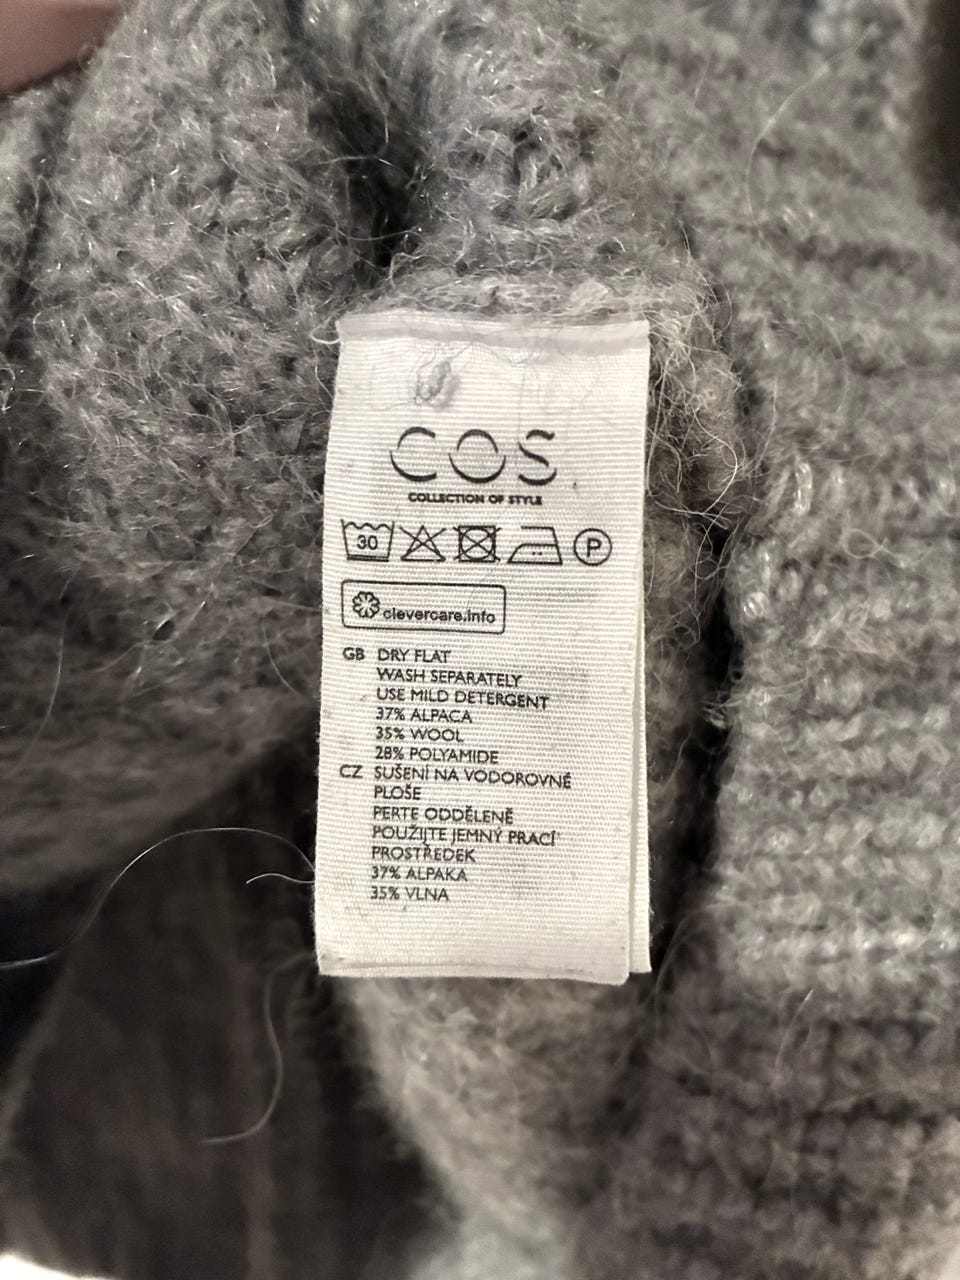 COS
COLLECTION OF STYLE
30 P
clevercare.info
GB DRY FLAT
WASH SEPARATELY
USE MILD DETERGENT
37% ALPACA
35% WOOL
28% POLYAMIDE
CZ SUŠENÍ NA VODOROVNÉ
PLOŠE
PERTE ODDĚLENĚ
POUŽIJTE JEMNÝ PRACÍ
PROSTŘEDEK
37% ALPAKA
35% VLNA